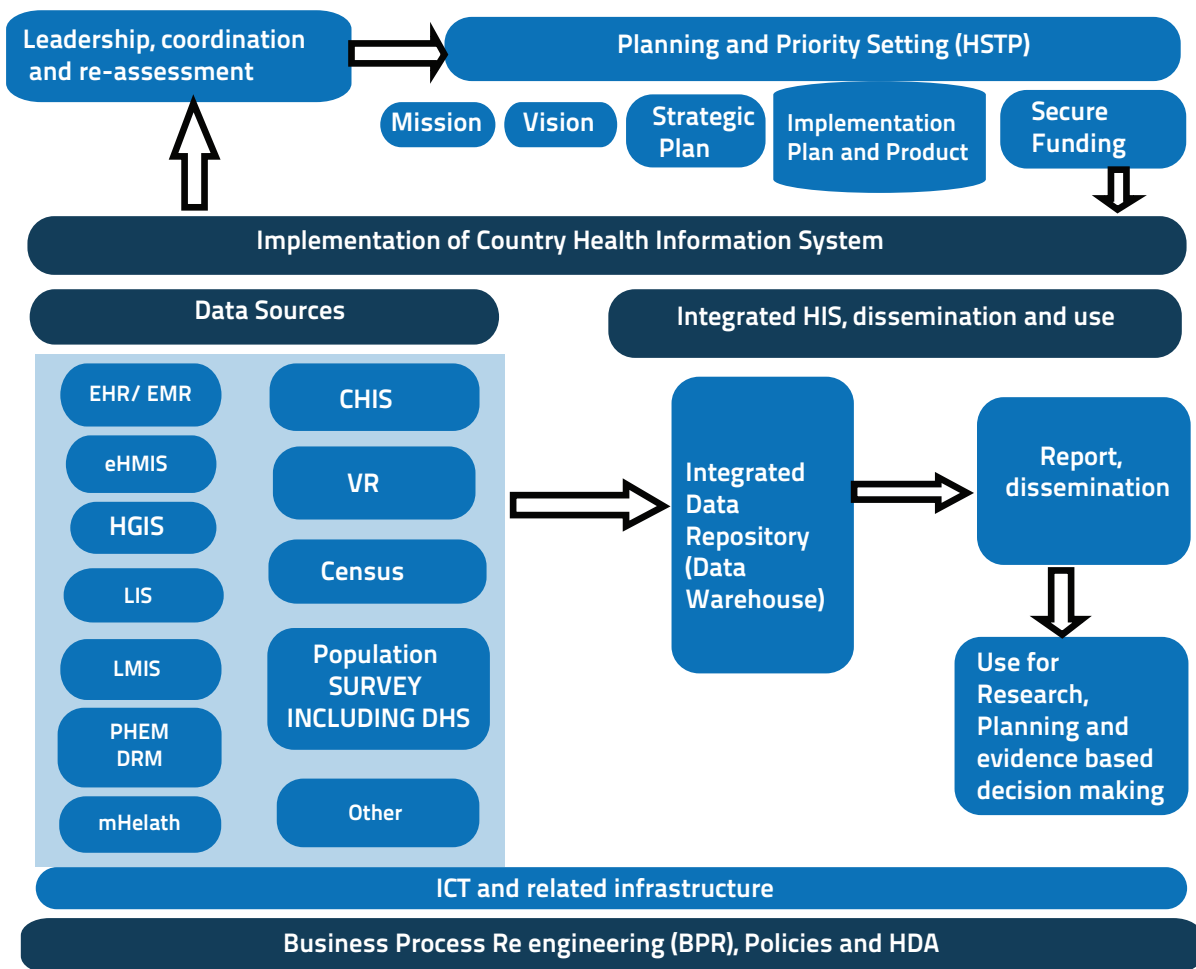 Leadership, coordination
and re-assessment
Planning and Priority Setting (HSTP)
Mission
Vision
Strategic
Plan
Implementation
Plan and Product
Secure
Funding
Implementation of Country Health Information System
Data Sources
Integrated HIS, dissemination and use
EHR/ EMR
eHMIS
HGIS
LIS
LMIS
PHEM
DRM
mHelath
CHIS
VR
Census
Population
SURVEY
INCLUDING DHS
Other
Integrated
Data
Repository
(Data
Warehouse)
Report,
dissemination
Use for
Research,
Planning and
evidence based
decision making
ICT and related infrastructure
Business Process Re engineering (BPR), Policies and HDA